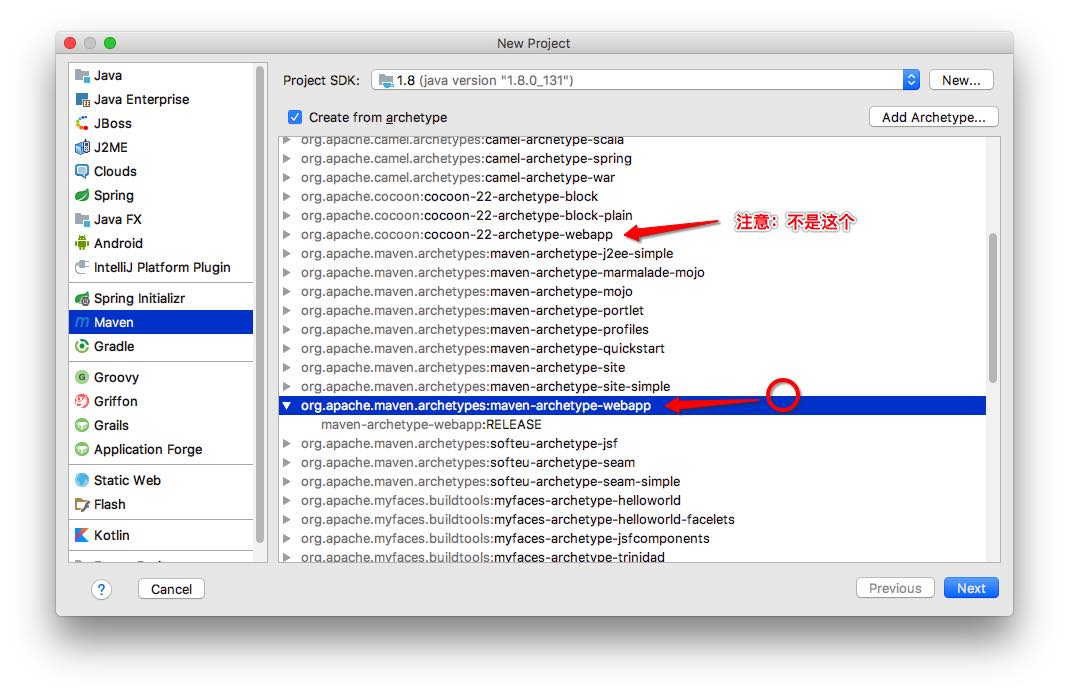 New Project
Java
Java Enterprise
JBoss
J2ME
Clouds
Spring
Java FX
Android
IntelliJ Platform Plugin
Spring Initializr
Maven
Gradle
Groovy
Griffon
Grails
Application Forge
Static Web
Flash
Kotlin
Project SDK: 1.8 (java version "1.8.0_131") New...
Create from archetype Add Archetype...
org.apache.camel.archetypes:camel-archetype-scala
org.apache.camel.archetypes:camel-archetype-spring
org.apache.camel.archetypes:camel-archetype-war
org.apache.cocoon:cocoon-22-archetype-block
org.apache.cocoon:cocoon-22-archetype-block-plain
org.apache.cocoon:cocoon-22-archetype-webapp
注意：不是这个
org.apache.maven.archetypes:maven-archetype-j2ee-simple
org.apache.maven.archetypes:maven-archetype-marmalade-mojo
org.apache.maven.archetypes:maven-archetype-mojo
org.apache.maven.archetypes:maven-archetype-portlet
org.apache.maven.archetypes:maven-archetype-profiles
org.apache.maven.archetypes:maven-archetype-quickstart
org.apache.maven.archetypes:maven-archetype-site
org.apache.maven.archetypes:maven-archetype-site-simple
org.apache.maven.archetypes:maven-archetype-webapp
maven-archetype-webapp:RELEASE
org.apache.maven.archetypes:softeu-archetype-jsf
org.apache.maven.archetypes:softeu-archetype-seam
org.apache.maven.archetypes:softeu-archetype-seam-simple
org.apache.myfaces.buildtools:myfaces-archetype-helloworld
org.apache.myfaces.buildtools:myfaces-archetype-helloworld-facelets
org.apache.myfaces.buildtools:myfaces-archetype-jsfcomponents
org.apache.myfaces.buildtools:myfaces-archetype-trinidad
? Cancel Previous Next